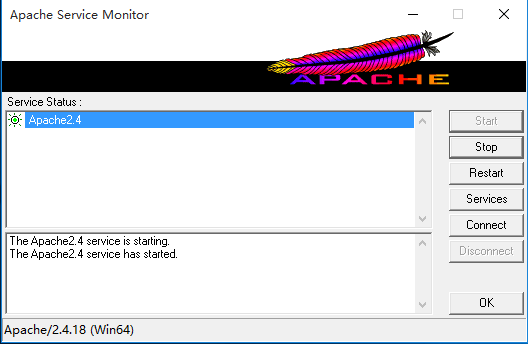 Apache Service Monitor
APACHE
Service Status :
Apache2.4
Start
Stop
Restart
Services
Connect
Disconnect
The Apache2.4 service is starting.
The Apache2.4 service has started.
OK
Apache/2.4.18 (Win64)